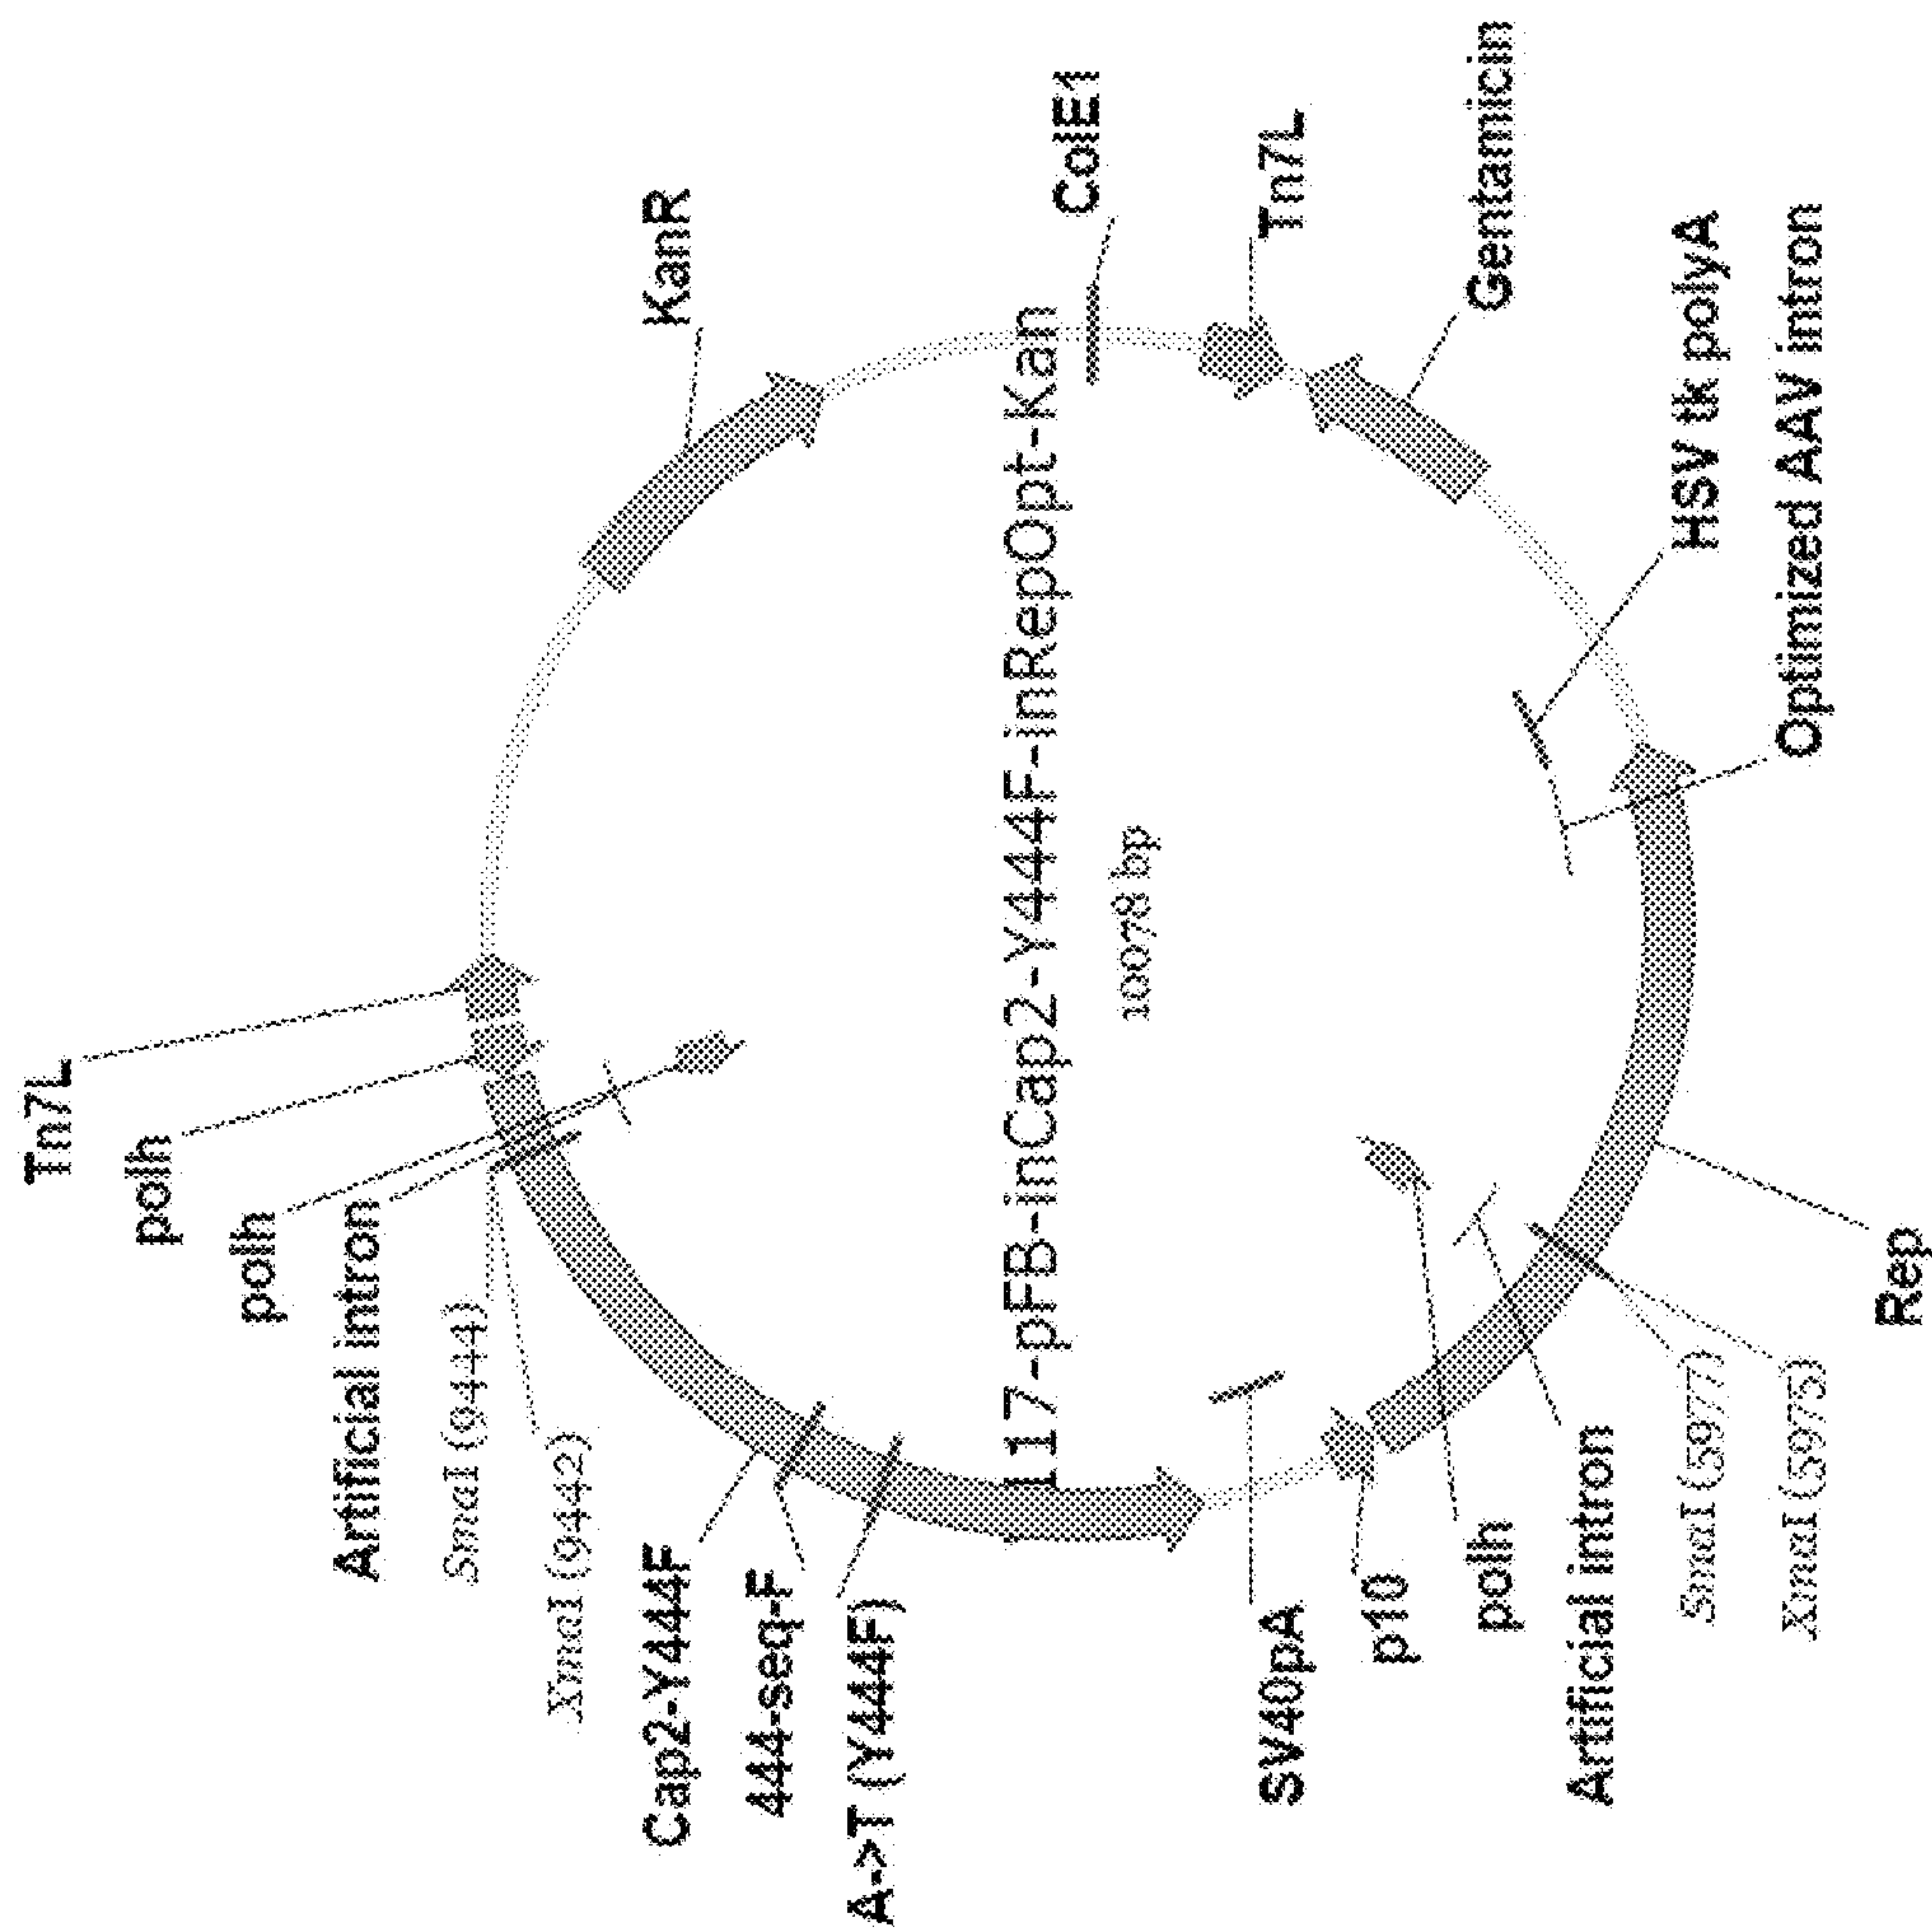 Tn7L
polh
polh
Artificial intron
SmaI (9444)
XmaI (9442)
Cap2-Y444F
444-seq-F
A->T (Y444F)
KanR
L117-pFB-inCap2-Y444F-inRepOpt-Kan
10078 bp
ColE1
Tn7L
Gentamicin
HSV tk polyA
Optimized AAV intron
SV40pA
p10
polh
Artificial intron
SmaI (5977)
XmaI (5975)
Rep